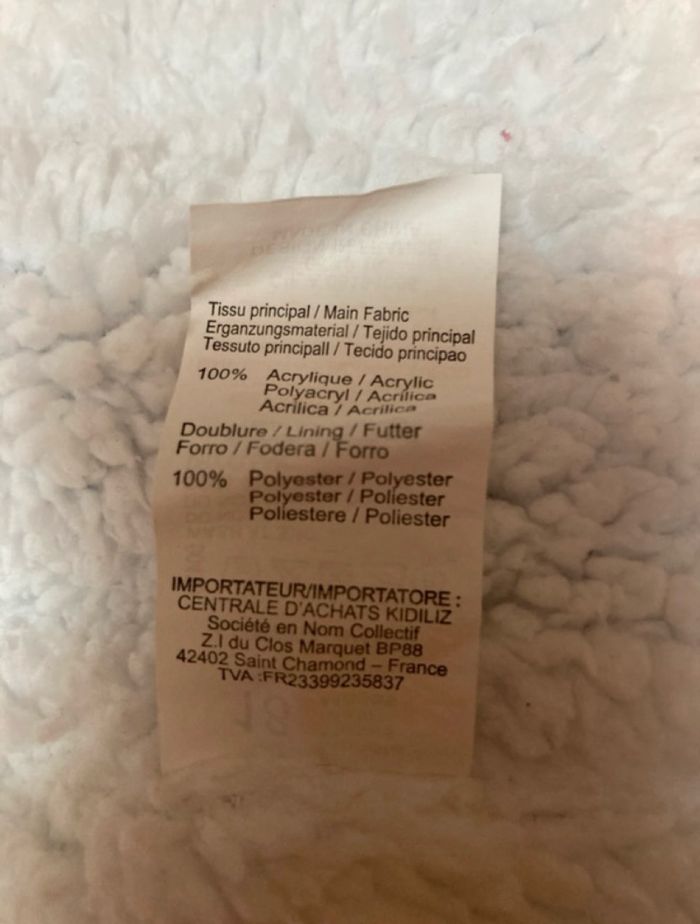 Tissu principal / Main Fabric
Erganzungsmaterial / Tejido principal
Tessuto principall / Tecido principao
100% Acrylique / Acrylic
Polyacryl / Acrílica
Acrilica / Acrilica
Doublure / Lining / Futter
Forro / Fodera / Forro
100% Polyester / Polyester
Polyester / Poliester
Poliestere / Poliester
IMPORTATEUR/IMPORTATORE :
CENTRALE D'ACHATS KIDILIZ
Société en Nom Collectif
Z.I du Clos Marquet BP88
42402 Saint Chamond – France
TVA :FR23399235837